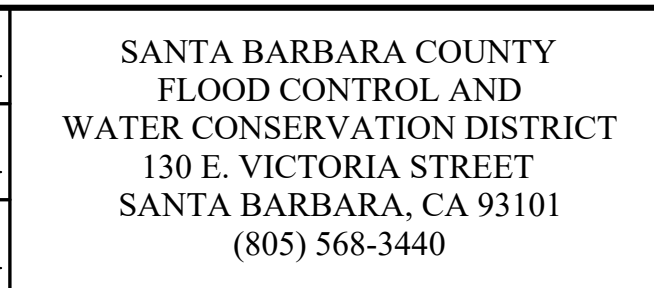 SANTA BARBARA COUNTY
FLOOD CONTROL AND
WATER CONSERVATION DISTRICT
130 E. VICTORIA STREET
SANTA BARBARA, CA 93101
(805) 568-3440